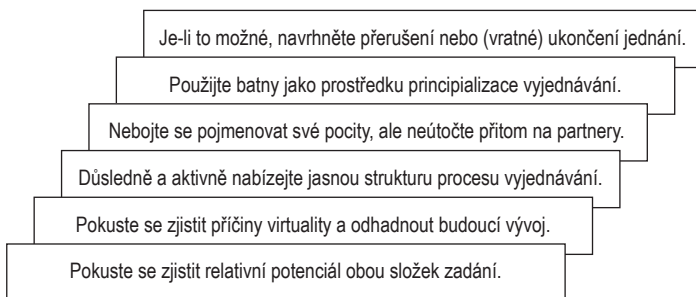 Je-li to možné, navrhněte přerušení nebo (vratné) ukončení jednání.
Použijte batny jako prostředku principializace vyjednávání.
Nebojte se pojmenovat své pocity, ale neútočte přitom na partnery.
Důsledně a aktivně nabízejte jasnou strukturu procesu vyjednávání.
Pokuste se zjistit příčiny virtuality a odhadnout budoucí vývoj.
Pokuste se zjistit relativní potenciál obou složek zadání.